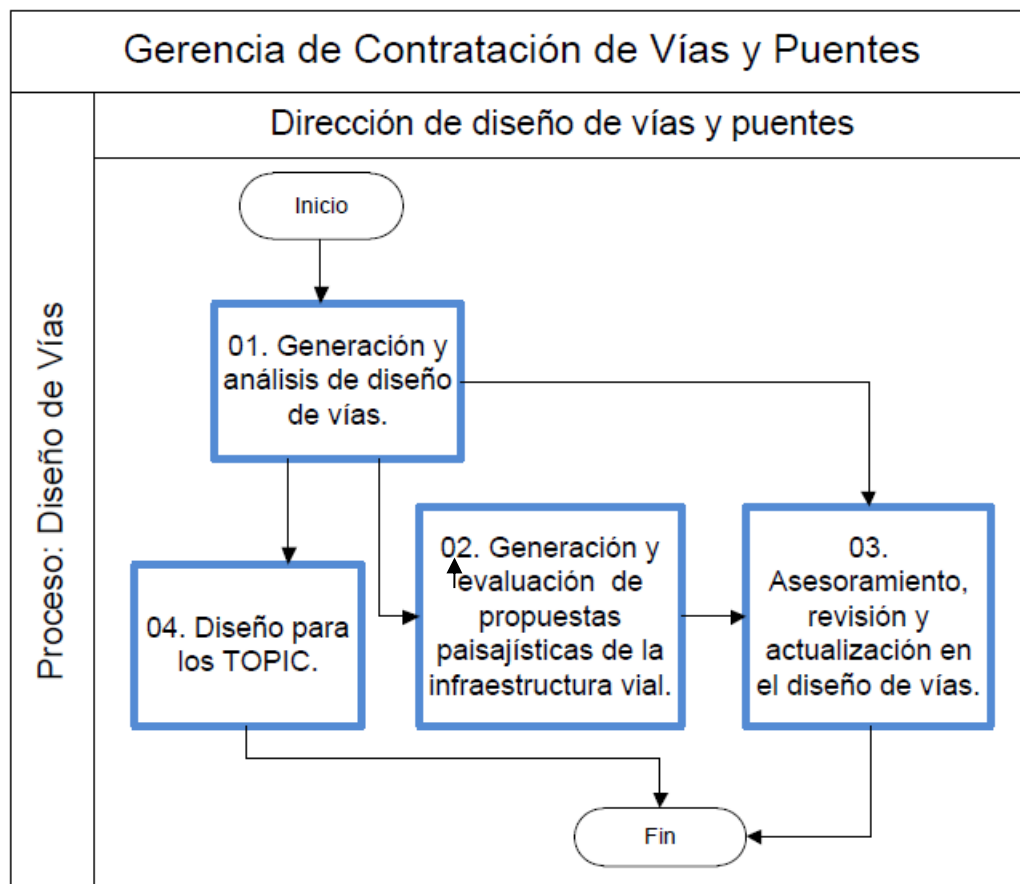 Gerencia de Contratación de Vías y Puentes
Proceso: Diseño de Vías
Dirección de diseño de vías y puentes
Inicio
01. Generación y
análisis de diseño
de vías.
02. Generación y
evaluación de
propuestas
paisajísticas de la
infraestructura vial.
03.
Asesoramiento,
revisión y
actualización en
el diseño de vías.
04. Diseño para
los TOPIC.
Fin